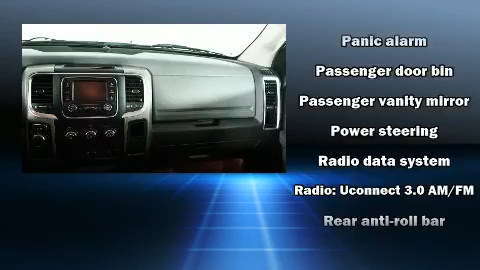 Panic alarm
Passenger door bin
Passenger vanity mirror
Power steering
Radio data system
Radio: Uconnect 3.0 AM/FM
Rear anti-roll bar